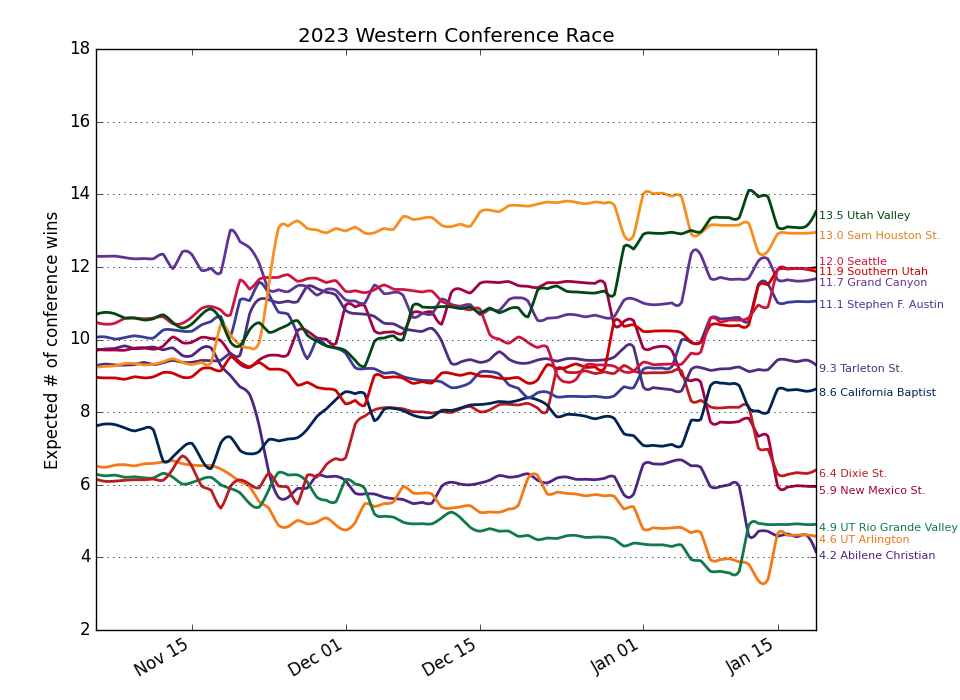 2023 Western Conference Race
Expected # of conference wins
18
16
14
12
10
8
6
4
2
Nov 15
Dec 01
Dec 15
Jan 01
Jan 15
13.5 Utah Valley
13.0 Sam Houston St.
12.0 Seattle
11.9 Southern Utah
11.7 Grand Canyon
11.1 Stephen F. Austin
9.3 Tarleton St.
8.6 California Baptist
6.4 Dixie St.
5.9 New Mexico St.
4.9 UT Rio Grande Valley
4.6 UT Arlington
4.2 Abilene Christian